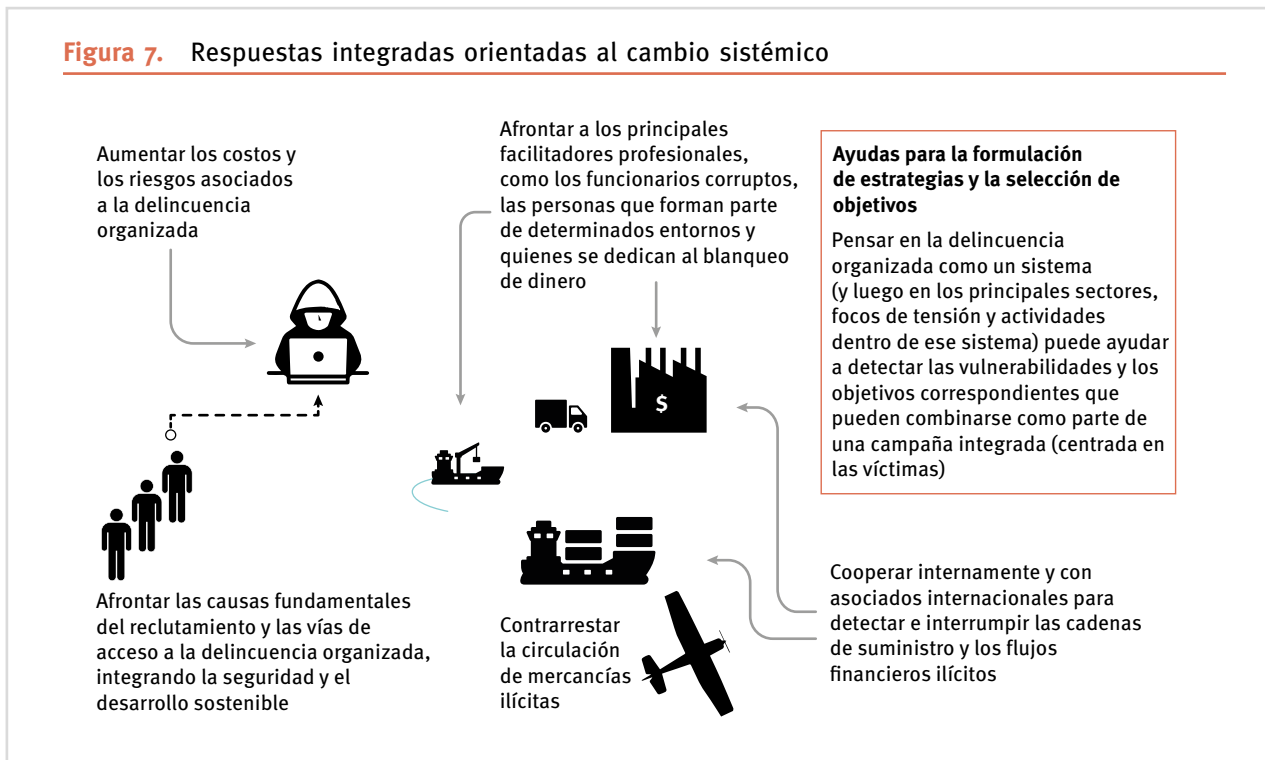 Figura 7. Respuestas integradas orientadas al cambio sistémico
Aumentar los costos y
los riesgos asociados
a la delincuencia
organizada
Afrontar a los principales
facilitadores profesionales,
como los funcionarios corruptos,
las personas que forman parte
de determinados entornos y
quienes se dedican al blanqueo
de dinero
Ayudas para la formulación
de estrategias y la selección de
objetivos
Pensar en la delincuencia
organizada como un sistema
(y luego en los principales sectores,
focos de tensión y actividades
dentro de ese sistema) puede ayudar
a detectar las vulnerabilidades y los
objetivos correspondientes que
pueden combinarse como parte de
una campaña integrada (centrada en
las víctimas)
$
Afrontar las causas fundamentales
del reclutamiento y las vías de
acceso a la delincuencia organizada,
integrando la seguridad y el
desarrollo sostenible
Contrarrestar
la circulación
de mercancías
ilícitas
Cooperar internamente y con
asociados internacionales para
detectar e interrumpir las cadenas
de suministro y los flujos
financieros ilícitos